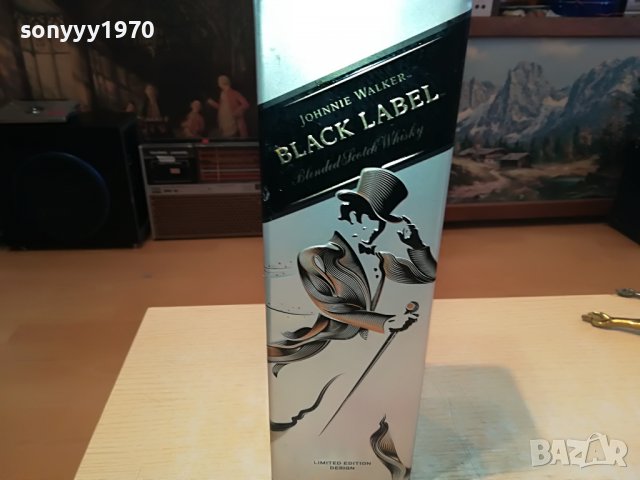 sonyyy1970
JOHNNIE WALKER
BLACK LABEL
Blended Scotch Whisky
LIMITED EDITION
DESIGN
BAZAR